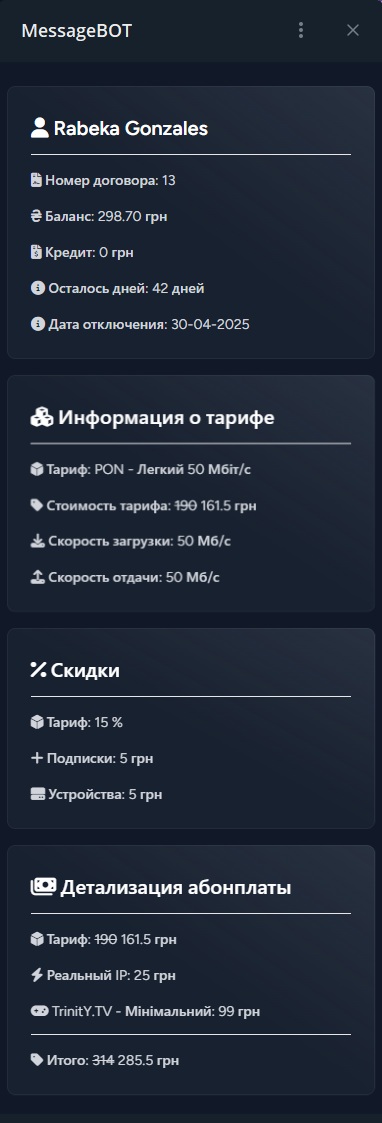 MessageBOT
Rabeka Gonzales
Номер договора: 13
Баланс: 298.70 грн
Кредит: 0 грн
Осталось дней: 42 дней
Дата отключения: 30-04-2025
Информация о тарифе
Тариф: PON - Легкий 50 Мбіт/с
Стоимость тарифа: 190 161.5 грн
Скорость загрузки: 50 Мб/с
Скорость отдачи: 50 Мб/с
Скидки
Тариф: 15 %
Подписки: 5 грн
Устройства: 5 грн
Детализация абонплаты
Тариф: 190 161.5 грн
Реальный IP: 25 грн
TrinitY.TV - Мінімальний: 99 грн
Итого: 314 285.5 грн